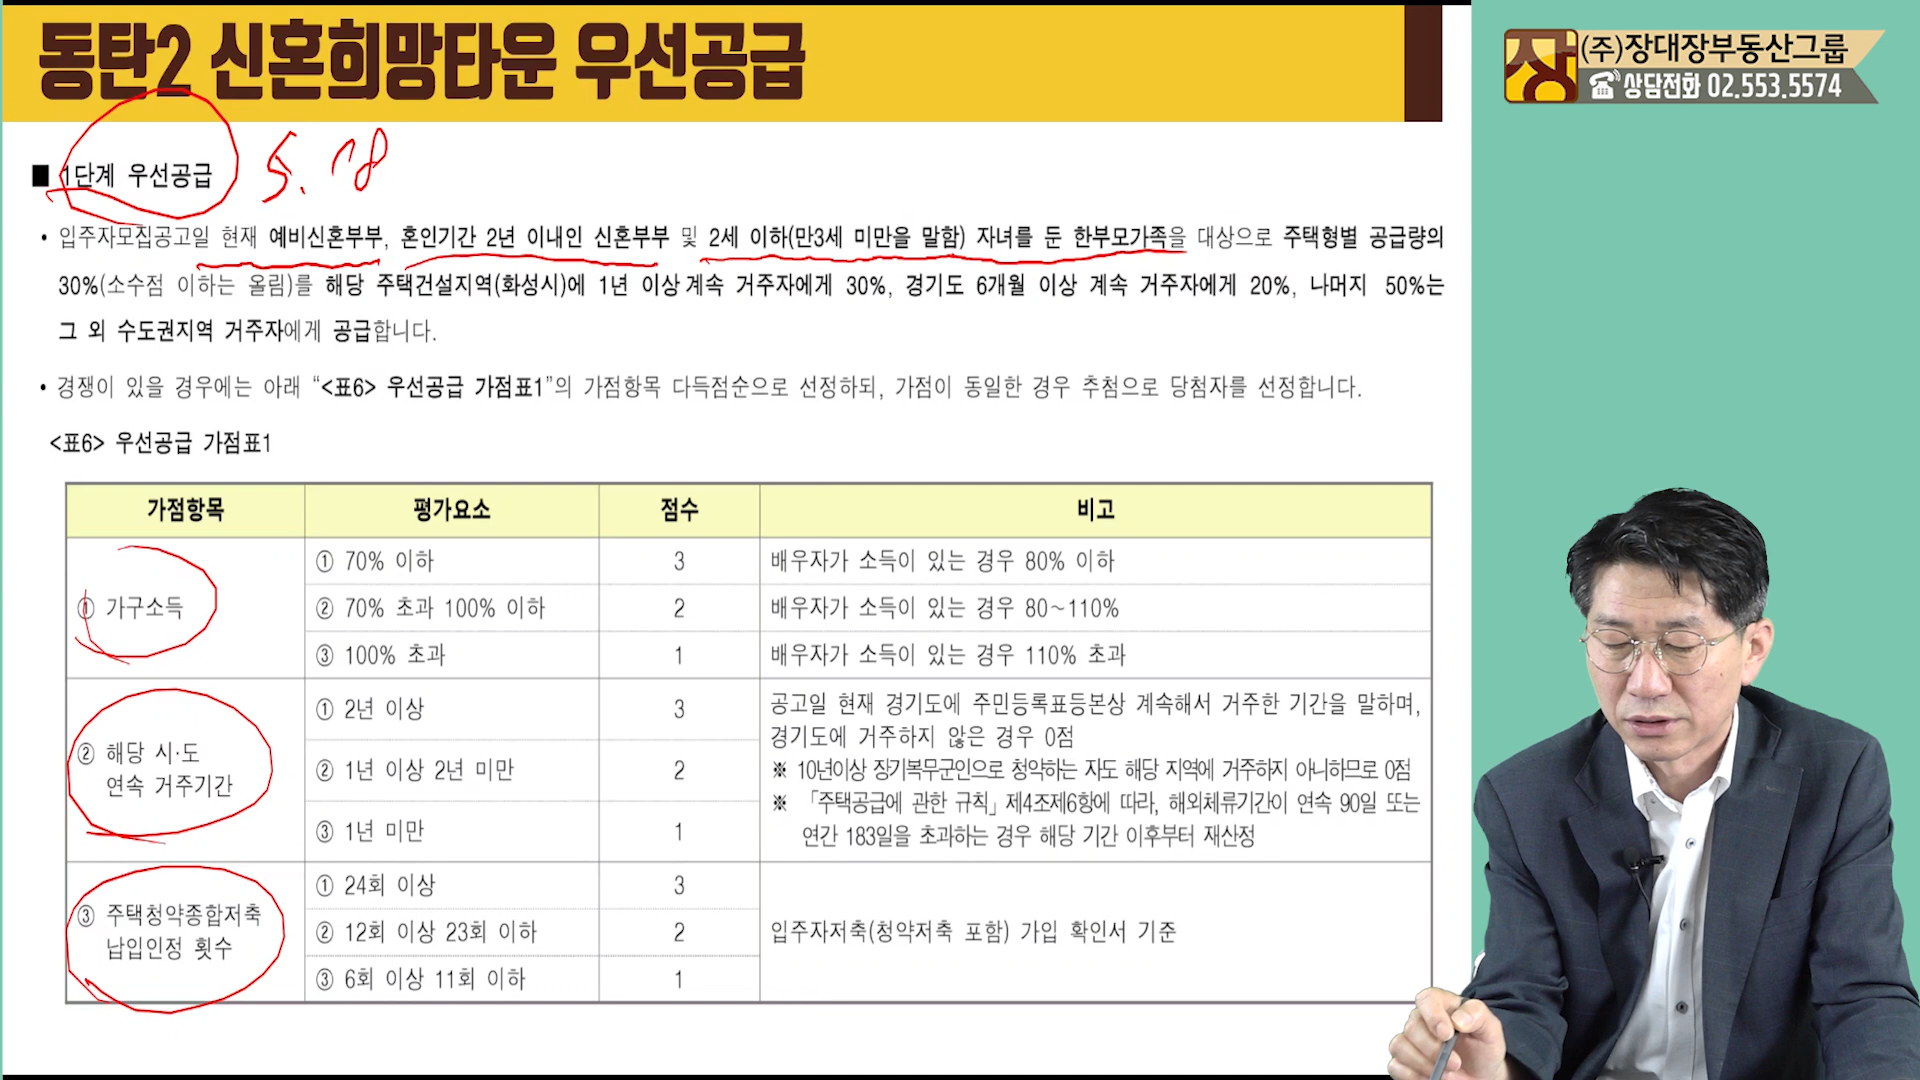 동탄2 신혼희망타운 우선공급
(주)장대장부동산그룹
상담전화 02.553.5574
장
■ 1단계 우선공급
5. 18
• 입주자모집공고일 현재 예비신혼부부, 혼인기간 2년 이내인 신혼부부 및 2세 이하(만3세 미만을 말함) 자녀를 둔 한부모가족을 대상으로 주택형별 공급량의
30%(소수점 이하는 올림)를 해당 주택건설지역(화성시)에 1년 이상 계속 거주자에게 30%, 경기도 6개월 이상 계속 거주자에게 20%, 나머지 50%는
그 외 수도권지역 거주자에게 공급합니다.
• 경쟁이 있을 경우에는 아래 “<표6> 우선공급 가점표1”의 가점항목 다득점순으로 선정하되, 가점이 동일한 경우 추첨으로 당첨자를 선정합니다.
<표6> 우선공급 가점표1
가점항목 평가요소 점수 비고
① 가구소득
① 70% 이하 3 배우자가 소득이 있는 경우 80% 이하
② 70% 초과 100% 이하 2 배우자가 소득이 있는 경우 80~110%
③ 100% 초과 1 배우자가 소득이 있는 경우 110% 초과
② 해당 시·도
연속 거주기간
① 2년 이상 3
② 1년 이상 2년 미만 2
③ 1년 미만 1
공고일 현재 경기도에 주민등록표등본상 계속해서 거주한 기간을 말하며,
경기도에 거주하지 않은 경우 0점
※ 10년이상 장기복무군인으로 청약하는 자도 해당 지역에 거주하지 아니하므로 0점
※ 「주택공급에 관한 규칙」제4조제6항에 따라, 해외체류기간이 연속 90일 또는
연간 183일을 초과하는 경우 해당 기간 이후부터 재산정
③ 주택청약종합저축
납입인정 횟수
① 24회 이상 3
② 12회 이상 23회 이하 2
③ 6회 이상 11회 이하 1
입주자저축(청약저축 포함) 가입 확인서 기준